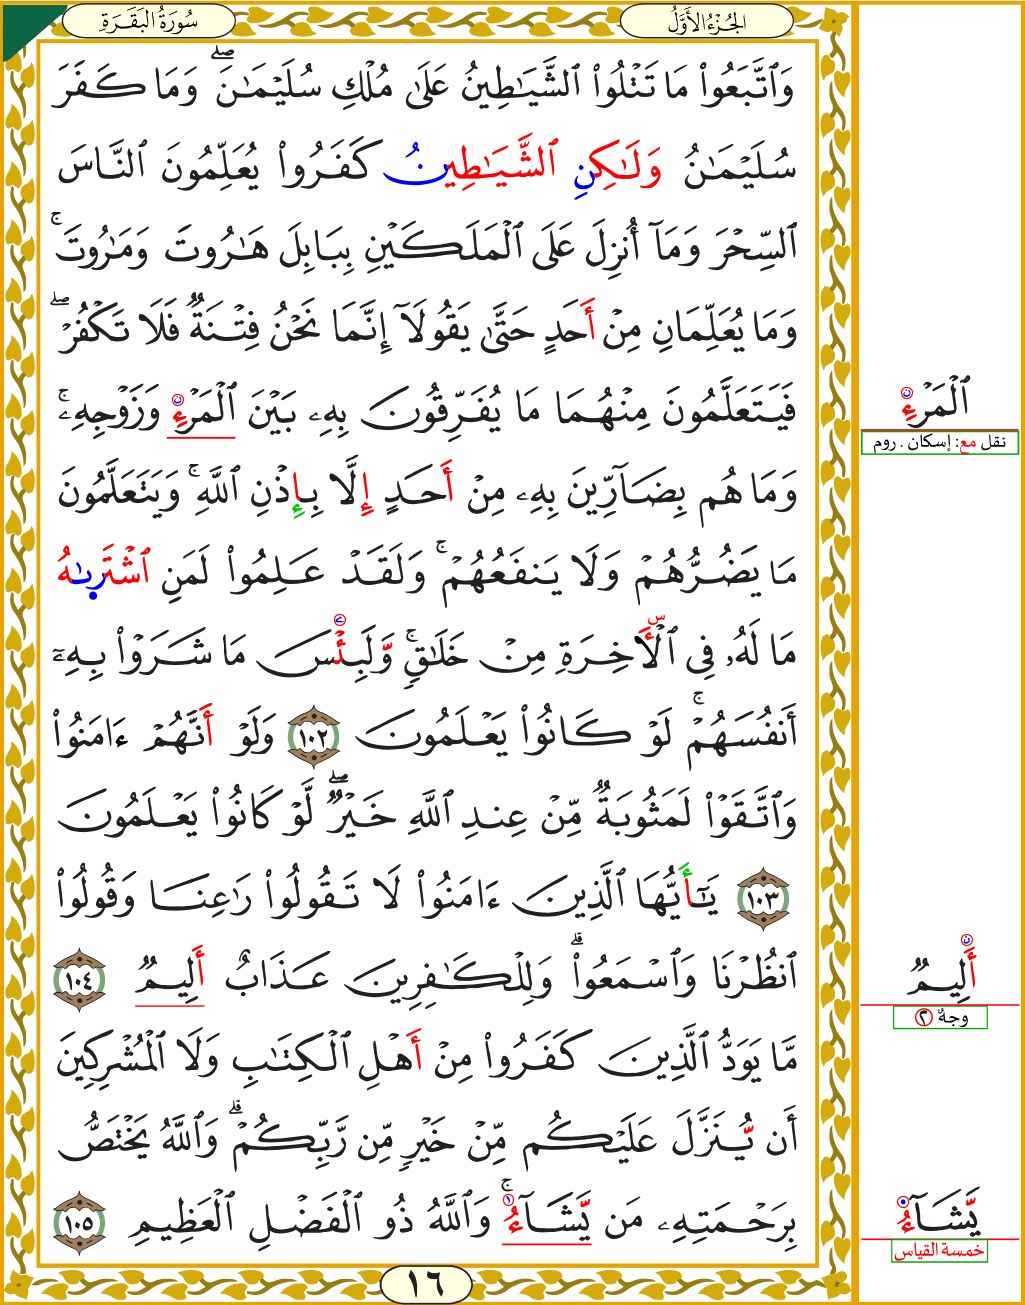 سُورَةُ البَقَرَةِ
الجُزْءُ الأَوَّلُ
وَٱتَّبَعُوا۟ مَا تَتْلُوا۟ ٱلشَّيَـٰطِينُ عَلَىٰ مُلْكِ سُلَيْمَـٰنَۖ وَمَا كَفَرَ
سُلَيْمَـٰنُ وَلَـٰكِنِ ٱلشَّيَـٰطِينُ كَفَرُوا۟ يُعَلِّمُونَ ٱلنَّاسَ
ٱلسِّحْرَ وَمَآ أُنزِلَ عَلَى ٱلْمَلَكَيْنِ بِبَابِلَ هَـٰرُوتَ وَمَـٰرُوتَۚ
وَمَا يُعَلِّمَانِ مِنْ أَحَدٍ حَتَّىٰ يَقُولَآ إِنَّمَا نَحْنُ فِتْنَةٌ فَلَا تَكْفُرْۖ
فَيَتَعَلَّمُونَ مِنْهُمَا مَا يُفَرِّقُونَ بِهِۦ بَيْنَ ٱلْمَرْءِ وَزَوْجِهِۦۚ
وَمَا هُم بِضَآرِّينَ بِهِۦ مِنْ أَحَدٍ إِلَّا بِإِذْنِ ٱللَّهِۚ وَيَتَعَلَّمُونَ
مَا يَضُرُّهُمْ وَلَا يَنفَعُهُمْۚ وَلَقَدْ عَلِمُوا۟ لَمَنِ ٱشْتَرَىٰهُ
مَا لَهُۥ فِى ٱلْأَخِرَةِ مِنْ خَلَـٰقٍۚ وَلَبِئْسَ مَا شَرَوْا۟ بِهِۦٓ
أَنفُسَهُمْۚ لَوْ كَانُوا۟ يَعْلَمُونَ ١٠٢ وَلَوْ أَنَّهُمْ ءَامَنُوا۟
وَٱتَّقَوْا۟ لَمَثُوبَةٌ مِّنْ عِندِ ٱللَّهِ خَيْرٌۖ لَّوْ كَانُوا۟ يَعْلَمُونَ
١٠٣ يَـٰٓأَيُّهَا ٱلَّذِينَ ءَامَنُوا۟ لَا تَقُولُوا۟ رَٰعِنَا وَقُولُوا۟
ٱنظُرْنَا وَٱسْمَعُوا۟ۗ وَلِلْكَـٰفِرِينَ عَذَابٌ أَلِيمٌ ١٠٤
مَّا يَوَدُّ ٱلَّذِينَ كَفَرُوا۟ مِنْ أَهْلِ ٱلْكِتَـٰبِ وَلَا ٱلْمُشْرِكِينَ
أَن يُنَزَّلَ عَلَيْكُم مِّنْ خَيْرٍ مِّن رَّبِّكُمْۗ وَٱللَّهُ يَخْتَصُّ
بِرَحْمَتِهِۦ مَن يَشَآءُۚ وَٱللَّهُ ذُو ٱلْفَضْلِ ٱلْعَظِيمِ ١٠٥
١٦
ٱلْمَرْءِ
نقل مع: إسكان . روم
أَلِيمٌ
وجهٌ ٢
يَّشَآءُ
خمسة القياس